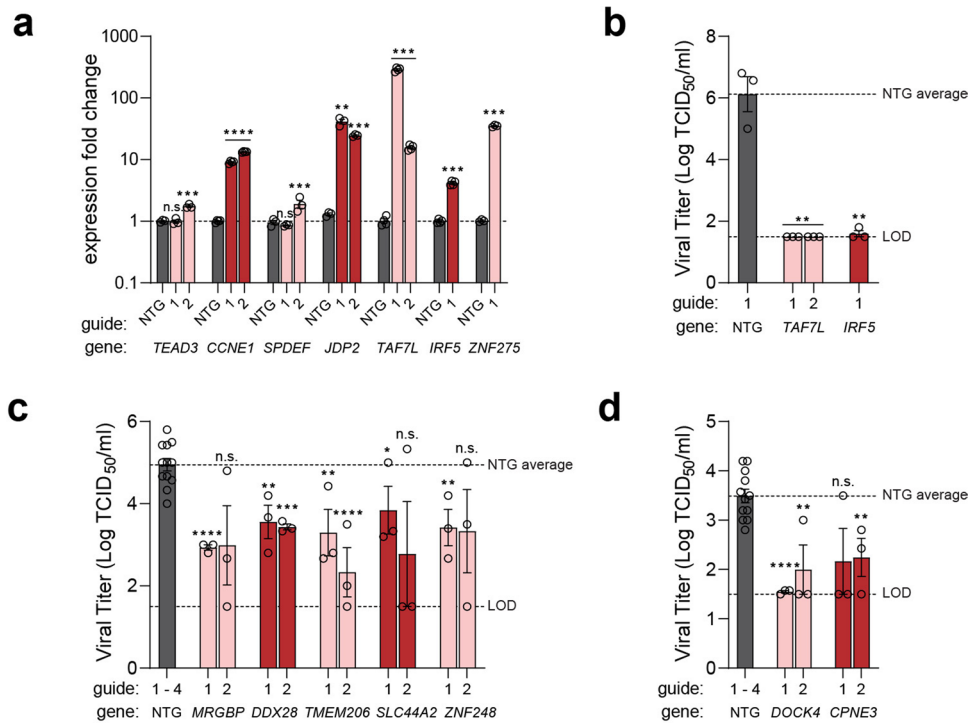 a
expression fold change
1000
100
10
1
0.1
n.s.
***
****
n.s.
***
**
***
***
***
***
NTG 1 2 NTG 1 2 NTG 1 2 NTG 1 2 NTG 1 2 NTG 1 NTG 1
guide:
gene: TEAD3 CCNE1 SPDEF JDP2 TAF7L IRF5 ZNF275
b
Viral Titer (Log TCID50/ml)
8
6
4
2
0
NTG average
**
**
LOD
guide: 1 1 2 1
gene: NTG TAF7L IRF5
c
Viral Titer (Log TCID50/ml)
6
4
2
0
NTG average
****
n.s.
**
***
**
****
*
n.s.
**
n.s.
LOD
guide: 1 - 4 1 2 1 2 1 2 1 2 1 2
gene: NTG MRGBP DDX28 TMEM206 SLC44A2 ZNF248
d
Viral Titer (Log TCID50/ml)
5
4
3
2
1
0
NTG average
****
**
n.s.
**
LOD
guide: 1 - 4 1 2 1 2
gene: NTG DOCK4 CPNE3